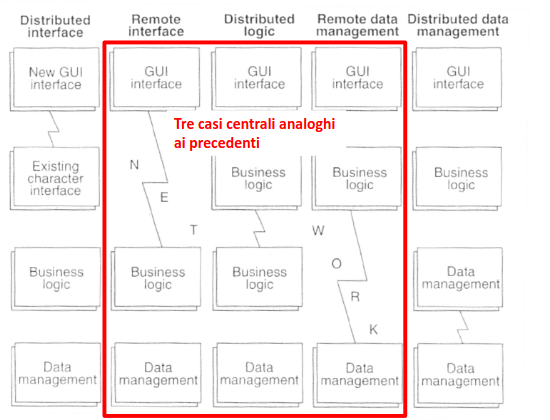 Distributed interface
Remote interface
Distributed logic
Remote data management
Distributed data management
New GUI interface
GUI interface
GUI interface
GUI interface
GUI interface
Tre casi centrali analoghi
ai precedenti
Existing character interface
Business logic
Business logic
Business logic
N
E
T
W
O
R
K
Business logic
Business logic
Business logic
Data management
Data management
Data management
Data management
Data management
Data management